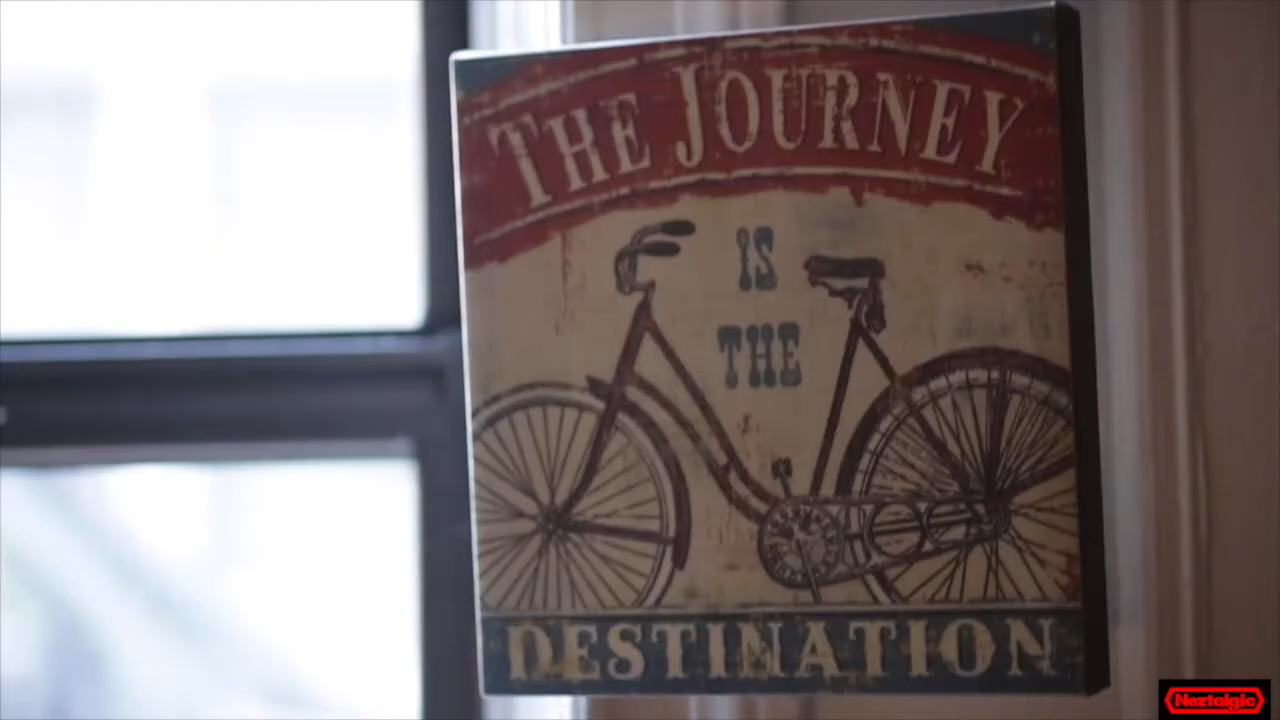 THE JOURNEY
IS
THE
DESTINATION
Neztalgic